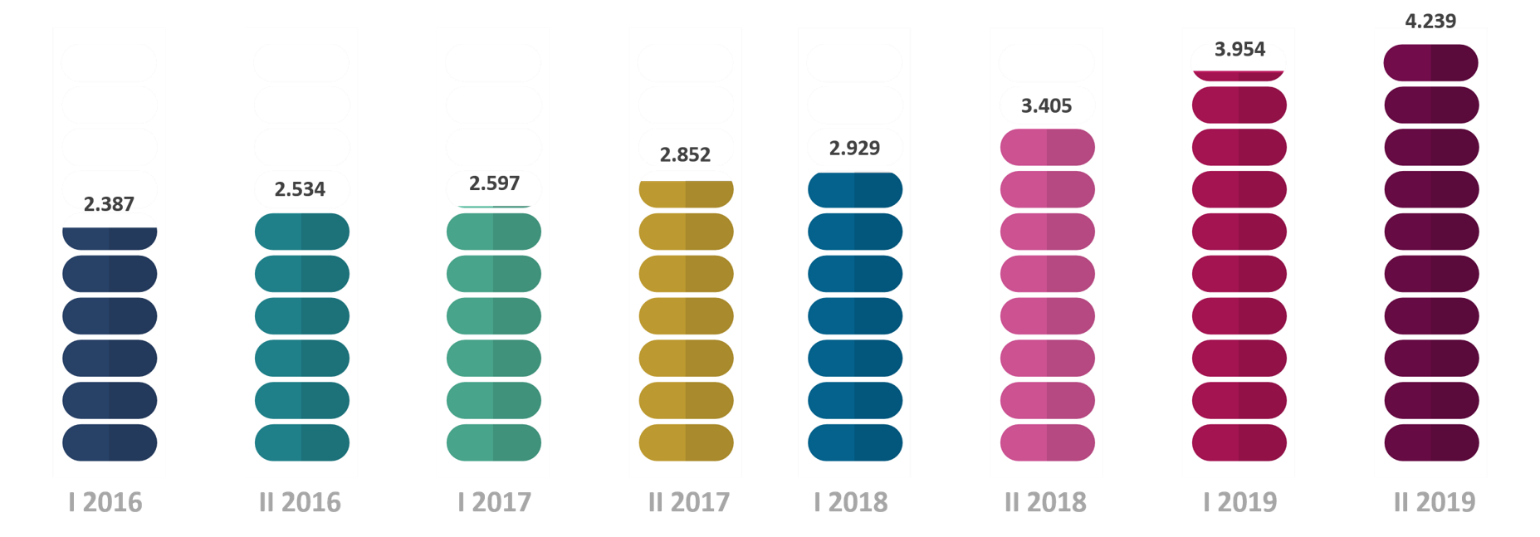 2.387
2.534
2.597
2.852
2.929
3.405
3.954
4.239
I 2016
II 2016
I 2017
II 2017
I 2018
II 2018
I 2019
II 2019